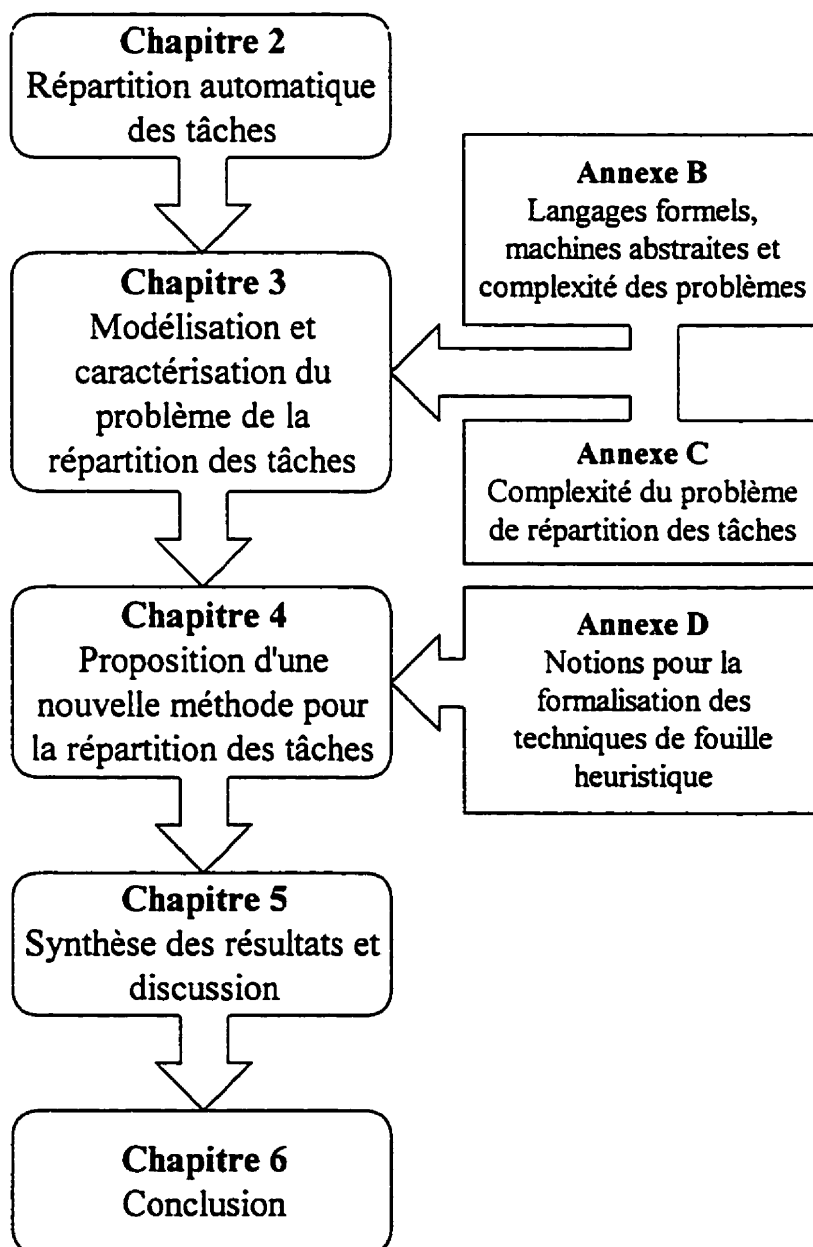 Chapitre 2
Répartition automatique
des tâches
Annexe B
Langages formels,
machines abstraites et
complexité des problèmes
Chapitre 3
Modélisation et
caractérisation du
problème de la
répartition des tâches
Annexe C
Complexité du problème
de répartition des tâches
Chapitre 4
Proposition d'une
nouvelle méthode pour
la répartition des tâches
Annexe D
Notions pour la
formalisation des
techniques de fouille
heuristique
Chapitre 5
Synthèse des résultats et
discussion
Chapitre 6
Conclusion